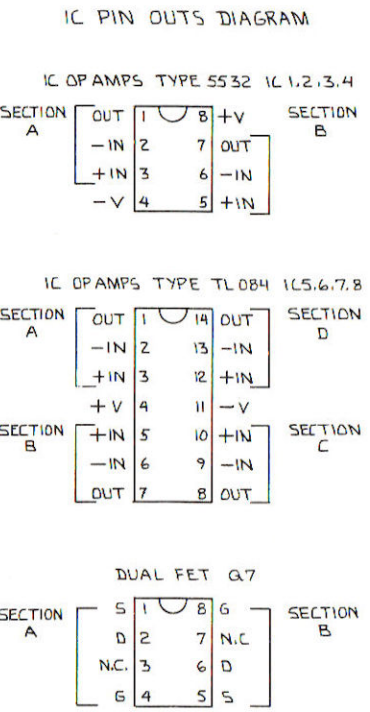 IC PIN OUTS DIAGRAM
IC OP AMPS TYPE 5532 IC 1.2.3.4
SECTION A OUT 1 8 +V SECTION B
-IN 2 7 OUT
+IN 3 6 -IN
-V 4 5 +IN
IC OP AMPS TYPE TL084 IC5.6.7.8
SECTION A OUT 1 14 OUT SECTION D
-IN 2 13 -IN
+IN 3 12 +IN
+V 4 11 -V
SECTION B +IN 5 10 +IN SECTION C
-IN 6 9 -IN
OUT 7 8 OUT
DUAL FET Q7
SECTION A S 1 8 G SECTION B
D 2 7 N.C
N.C. 3 6 D
G 4 5 S